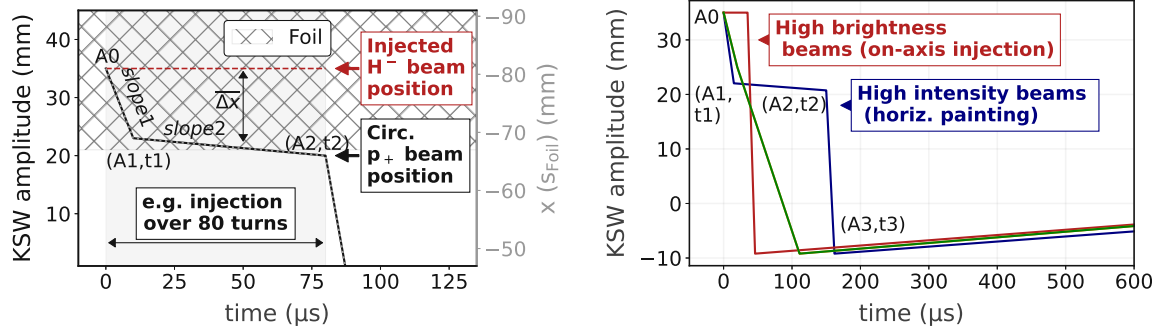 KSW amplitude (mm)
40
30
20
10
0
25
50
75
100
125
time (μs)
−90
−80
−70
−60
−50
x (s_Foil) (mm)
Foil
A0
slope1
slope2
Δx
(A1,t1)
(A2,t2)
Injected
H⁻ beam
position
Circ.
p₊ beam
position
e.g. injection
over 80 turns
KSW amplitude (mm)
30
20
10
0
−10
0
100
200
300
400
500
600
time (μs)
A0
(A1,
t1)
(A2,t2)
(A3,t3)
High brightness
beams (on-axis injection)
High intensity beams
(horiz. painting)